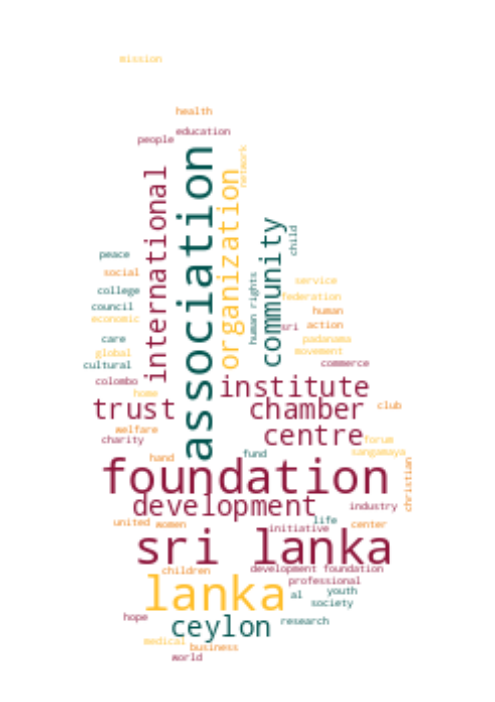 mission
health
education
people
network
association
international
organization
community
child
peace
social
human rights
service
college
federation
council
human
economic
sri
action
care
padanama
global
movement
cultural
commerce
colombo
institute
home
trust
chamber
club
welfare
centre
charity
forum
fund
sangamaya
hand
foundation
christian
development
industry
life
united
women
center
initiative
sri lanka
children
development foundation
professional
lanka
al
youth
society
hope
ceylon
research
medical
business
world